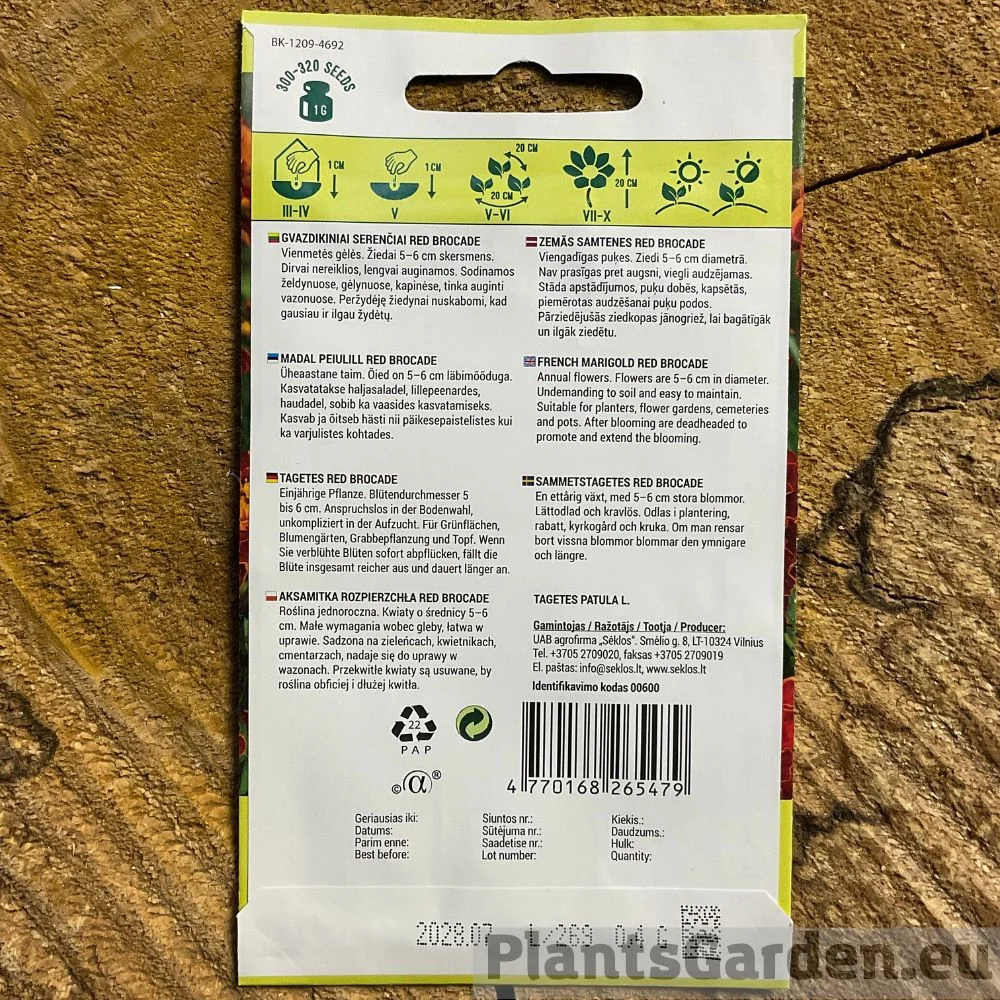 BK-1209-4692
300-320 SEEDS
1 G
1 CM
1 CM
20 CM
20 CM
20 CM
III-IV
V
V-VI
VII-X
GVAZDIKINIAI SERENČIAI RED BROCADE
Vienmetės gėlės. Žiedai 5–6 cm skersmens.
Dirvai nereiklios, lengvai auginamos. Sodinamos
želdynuose, gėlynuose, kapinėse, tinka auginti
vazonuose. Peržydėję žiedynai nuskabomi, kad
gausiau ir ilgau žydėtų.
ZEMĀS SAMTENES RED BROCADE
Viengadīgas puķes. Ziedi 5–6 cm diametrā.
Nav prasīgas pret augsni, viegli audzējamas.
Stāda apstādījumos, puķu dobēs, kapsētās,
piemērotas audzēšanai puķu podos.
Pārziedējušās ziedkopas jānogriež, lai bagātīgāk
un ilgāk ziedētu.
MADAL PEIULILL RED BROCADE
Üheaastane taim. Õied on 5–6 cm läbimõõduga.
Kasvatatakse haljasaladel, lillepeenardes,
haudadel, sobib ka vaasides kasvatamiseks.
Kasvab ja õitseb hästi nii päikesepaistelistes kui
ka varjulistes kohtades.
FRENCH MARIGOLD RED BROCADE
Annual flowers. Flowers are 5–6 cm in diameter.
Undemanding to soil and easy to maintain.
Suitable for planters, flower gardens, cemeteries
and pots. After blooming are deadheaded to
promote and extend the blooming.
TAGETES RED BROCADE
Einjährige Pflanze. Blütendurchmesser 5
bis 6 cm. Anspruchslos in der Bodenwahl,
unkompliziert in der Aufzucht. Für Grünflächen,
Blumengärten, Grabbepflanzung und Topf. Wenn
Sie verblühte Blüten sofort abpflücken, fällt die
Blüte insgesamt reicher aus und dauert länger an.
SAMMETSTAGETES RED BROCADE
En ettårig växt, med 5–6 cm stora blommor.
Lättodlad och kravlös. Odlas i plantering,
rabatt, kyrkogård och kruka. Om man rensar
bort vissna blommor blommar den ymnigare
och längre.
AKSAMITKA ROZPIERZCHŁA RED BROCADE
Roślina jednoroczna. Kwiaty o średnicy 5–6
cm. Małe wymagania wobec gleby, łatwa w
uprawie. Sadzona na zieleńcach, kwietnikach,
cmentarzach, nadaje się do uprawy w
wazonach. Przekwitłe kwiaty są usuwane, by
roślina obficiej i dłużej kwitła.
TAGETES PATULA L.
Gamintojas / Ražotājs / Tootja / Producer:
UAB agrofirma „Sėklos“. Smėlio g. 8, LT-10324 Vilnius
Tel. +3705 2709020, faksas +3705 2709019
El. paštas: info@seklos.lt, www.seklos.lt
Identifikavimo kodas 00600
22
PAP
© α ®
4 770168 265479
Geriausias iki:
Datums:
Parim enne:
Best before:
Siuntos nr.:
Sūtėjuma nr.:
Saadetise nr.:
Lot number:
Kiekis.:
Daudzums.:
Hulk:
Quantity:
2028.07 1/269 04 G
PlantsGarden.eu